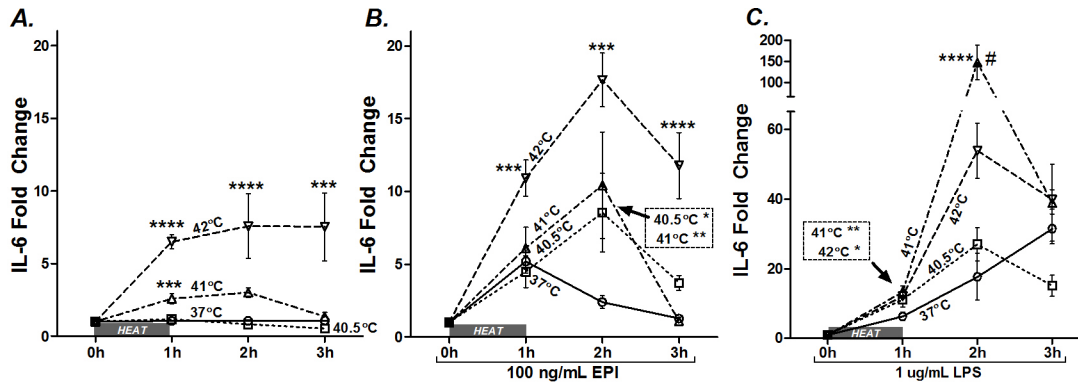 A.
IL-6 Fold Change
20
15
10
5
0
****
42°C
****
***
***
41°C
37°C
40.5°C
HEAT
0h 1h 2h 3h
B.
IL-6 Fold Change
20
15
10
5
0
***
***
****
42°C
41°C
40.5°C
37°C
40.5°C *
41°C **
HEAT
0h 1h 2h 3h
100 ng/mL EPI
C.
IL-6 Fold Change
200
150
100
60
40
20
0
**** #
41°C
42°C
40.5°C
37°C
41°C **
42°C *
HEAT
0h 1h 2h 3h
1 ug/mL LPS